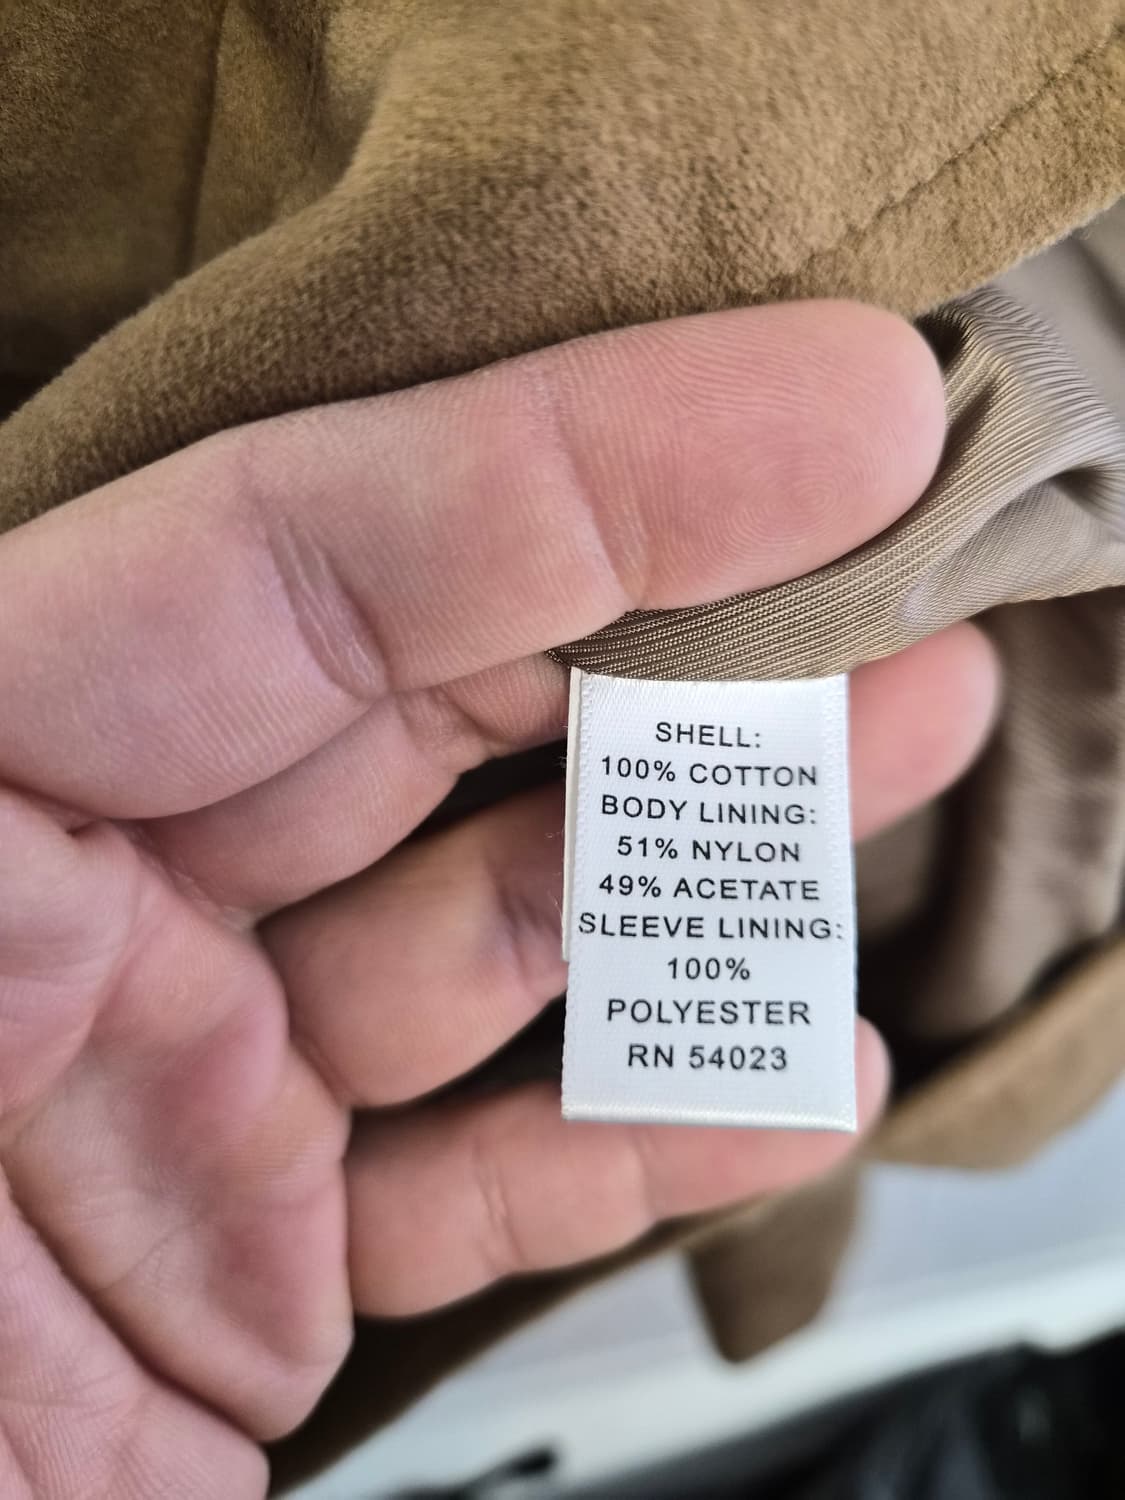 SHELL:
100% COTTON
BODY LINING:
51% NYLON
49% ACETATE
SLEEVE LINING:
100%
POLYESTER
RN 54023